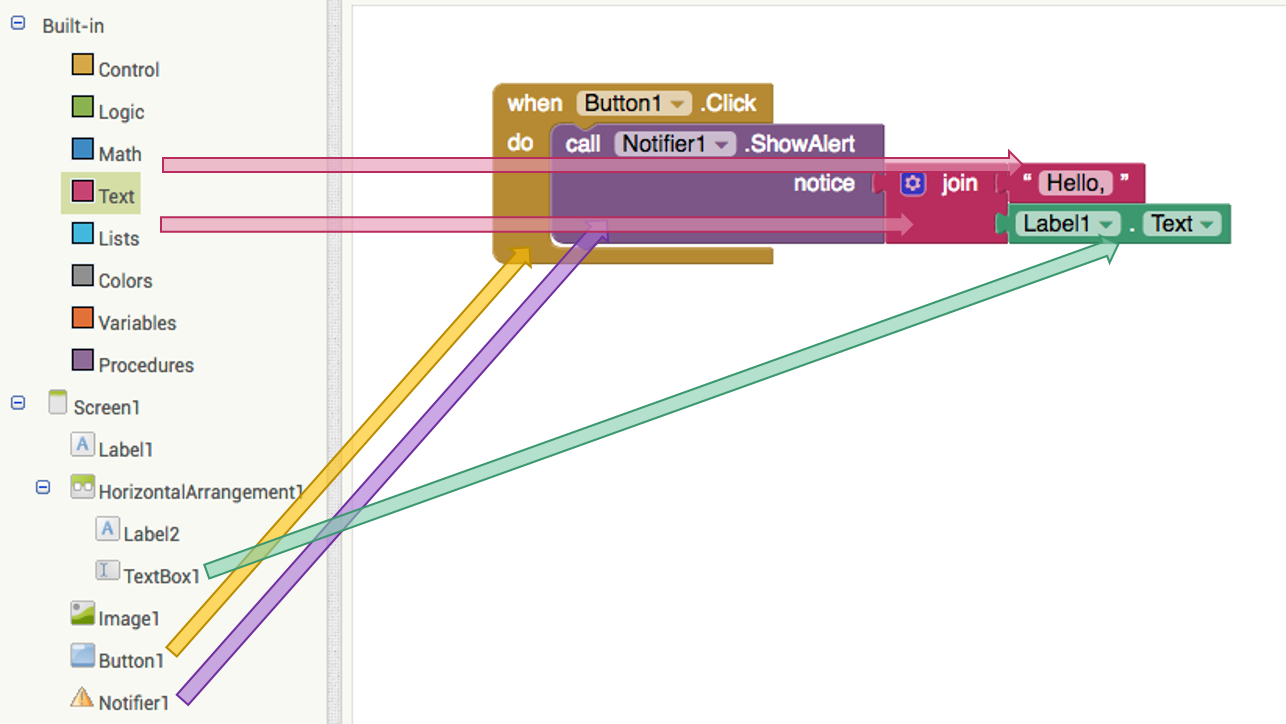 Built-in
Control
Logic
Math
Text
Lists
Colors
Variables
Procedures
Screen1
Label1
HorizontalArrangement1
Label2
TextBox1
Image1
Button1
Notifier1
when Button1 .Click
do call Notifier1 .ShowAlert
notice join “ Hello, ”
Label1 . Text